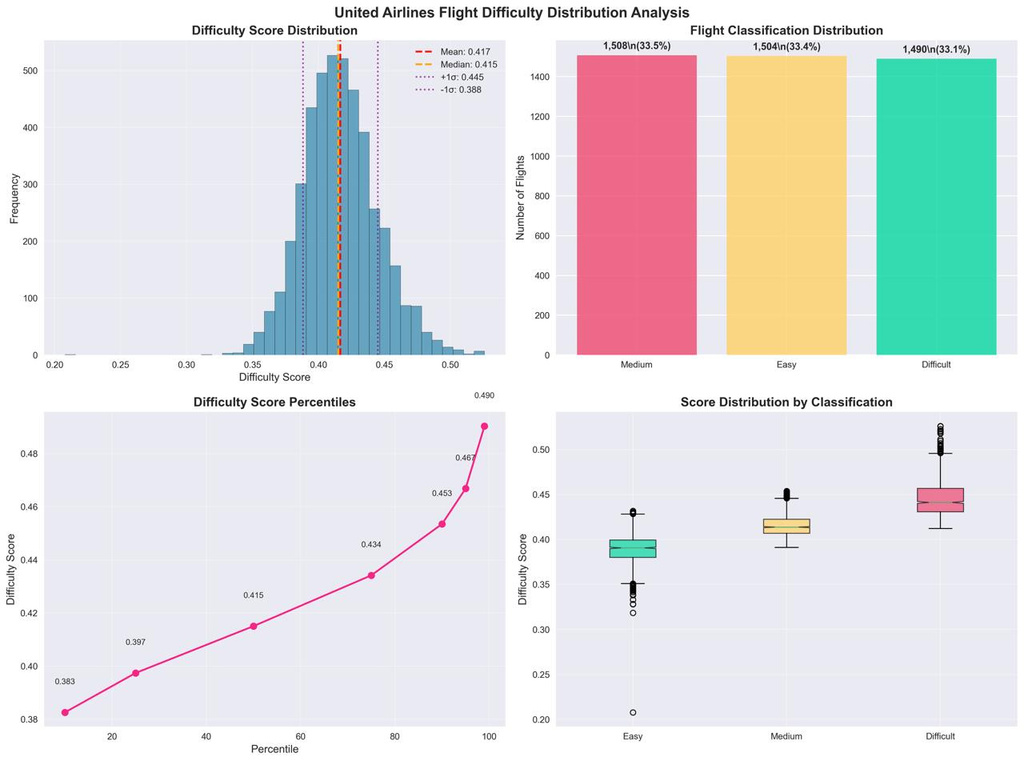 United Airlines Flight Difficulty Distribution Analysis
Difficulty Score Distribution
Mean: 0.417
Median: 0.415
+1σ: 0.445
-1σ: 0.388
Frequency
500
400
300
200
100
0
0.20 0.25 0.30 0.35 0.40 0.45 0.50
Difficulty Score
Flight Classification Distribution
1,508\n(33.5%) 1,504\n(33.4%) 1,490\n(33.1%)
Number of Flights
1400
1200
1000
800
600
400
200
0
Medium Easy Difficult
Difficulty Score Percentiles
0.490
0.467
0.453
0.434
0.415
0.397
0.383
Difficulty Score
0.48
0.46
0.44
0.42
0.40
0.38
20 40 60 80 100
Percentile
Score Distribution by Classification
Difficulty Score
0.50
0.45
0.40
0.35
0.30
0.25
0.20
Easy Medium Difficult